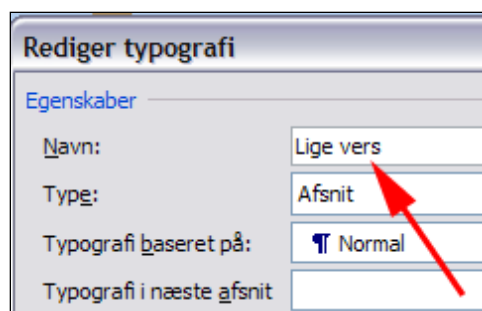 Rediger typografi
Egenskaber
Navn: Lige vers
Type: Afsnit
Typografi baseret på: ¶ Normal
Typografi i næste afsnit